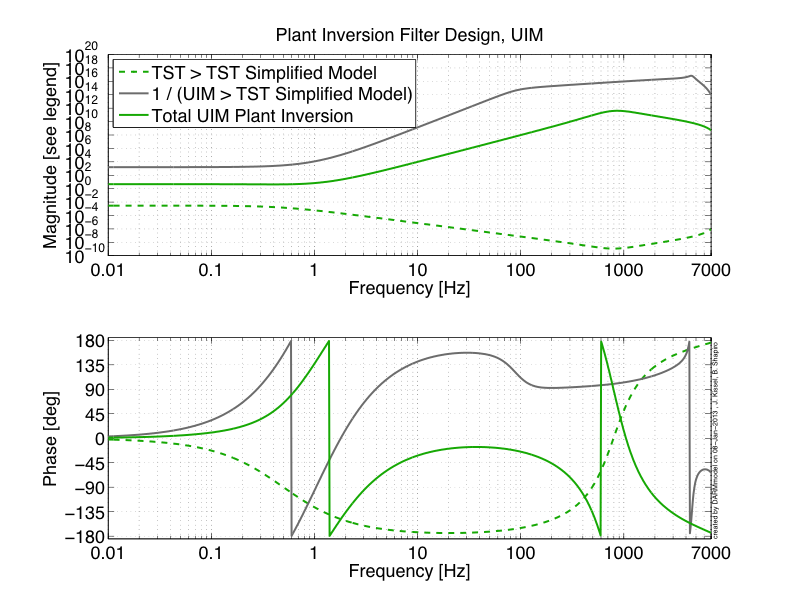 Plant Inversion Filter Design, UIM
10^20
10^18
10^16
10^14
10^12
10^10
10^8
10^6
10^4
10^2
10^0
10^−2
10^−4
10^−6
10^−8
10^−10
Magnitude [see legend]
TST > TST Simplified Model
1 / (UIM > TST Simplified Model)
Total UIM Plant Inversion
0.01 0.1 1 10 100 1000 7000
Frequency [Hz]
180
135
90
45
0
−45
−90
−135
−180
Phase [deg]
0.01 0.1 1 10 100 1000 7000
Frequency [Hz]